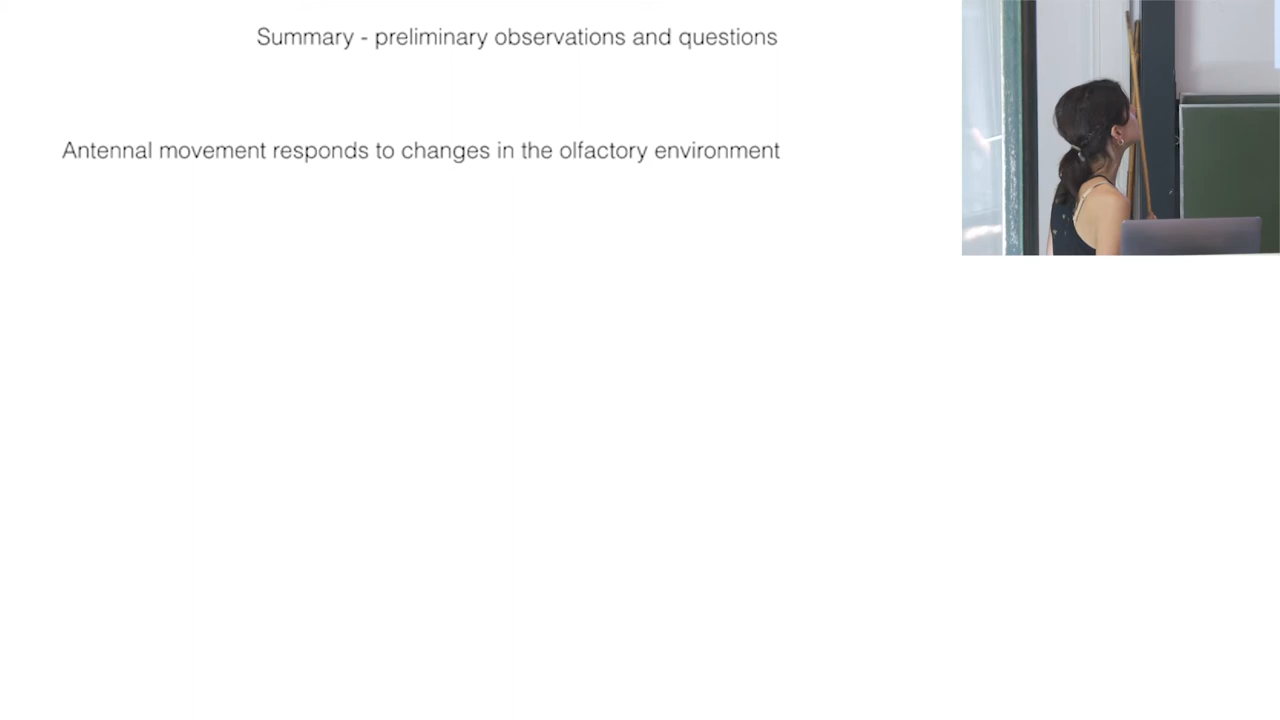 Summary - preliminary observations and questions
Antennal movement responds to changes in the olfactory environment